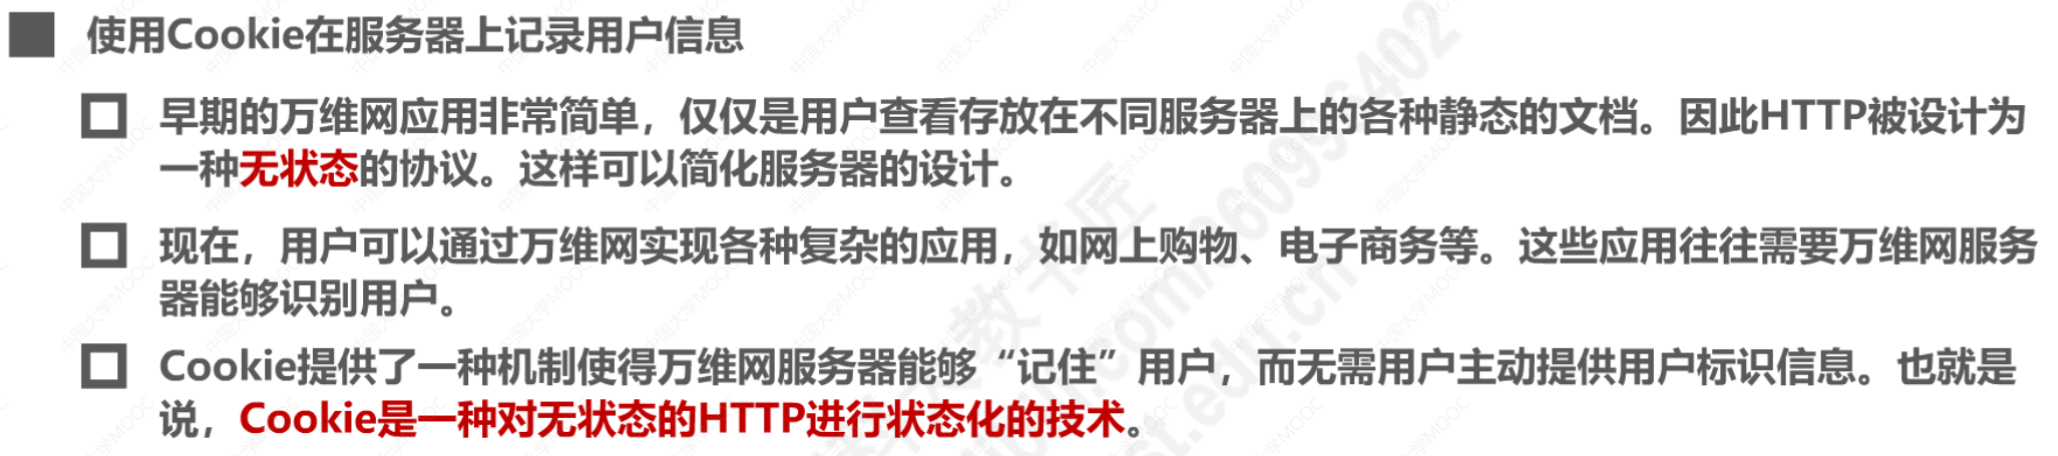 使用Cookie在服务器上记录用户信息
早期的万维网应用非常简单，仅仅是用户查看存放在不同服务器上的各种静态的文档。因此HTTP被设计为
一种无状态的协议。这样可以简化服务器的设计。
现在，用户可以通过万维网实现各种复杂的应用，如网上购物、电子商务等。这些应用往往需要万维网服务
器能够识别用户。
Cookie提供了一种机制使得万维网服务器能够“记住”用户，而无需用户主动提供用户标识信息。也就是
说，Cookie是一种对无状态的HTTP进行状态化的技术。
中国大学MOOC